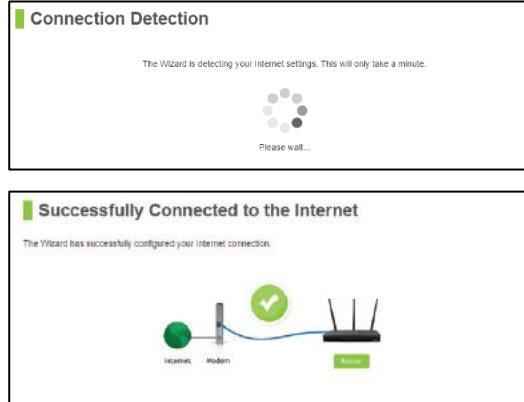 Connection Detection
The Wizard is detecting your Internet settings. This will only take a minute.
Please wait...
Successfully Connected to the Internet
The Wizard has successfully configured your Internet connection.
Internet Modem
Router